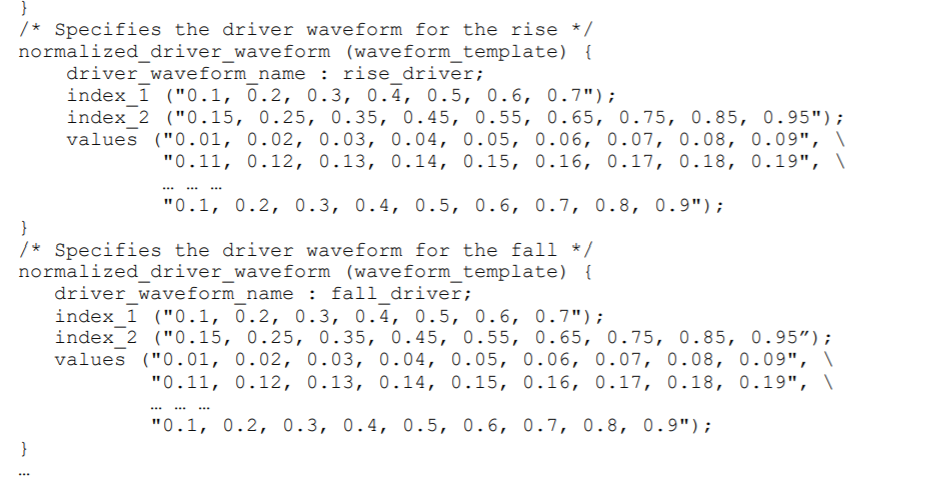 }
/* Specifies the driver waveform for the rise */
normalized_driver_waveform (waveform_template) {
    driver_waveform_name : rise_driver;
    index_1 ("0.1, 0.2, 0.3, 0.4, 0.5, 0.6, 0.7");
    index_2 ("0.15, 0.25, 0.35, 0.45, 0.55, 0.65, 0.75, 0.85, 0.95");
    values ("0.01, 0.02, 0.03, 0.04, 0.05, 0.06, 0.07, 0.08, 0.09", \
            "0.11, 0.12, 0.13, 0.14, 0.15, 0.16, 0.17, 0.18, 0.19", \
            … … …
            "0.1, 0.2, 0.3, 0.4, 0.5, 0.6, 0.7, 0.8, 0.9");
}
/* Specifies the driver waveform for the fall */
normalized_driver_waveform (waveform_template) {
   driver_waveform_name : fall_driver;
   index_1 ("0.1, 0.2, 0.3, 0.4, 0.5, 0.6, 0.7");
   index_2 ("0.15, 0.25, 0.35, 0.45, 0.55, 0.65, 0.75, 0.85, 0.95”);
   values ("0.01, 0.02, 0.03, 0.04, 0.05, 0.06, 0.07, 0.08, 0.09", \
           "0.11, 0.12, 0.13, 0.14, 0.15, 0.16, 0.17, 0.18, 0.19", \
           … … …
           "0.1, 0.2, 0.3, 0.4, 0.5, 0.6, 0.7, 0.8, 0.9");
}
…